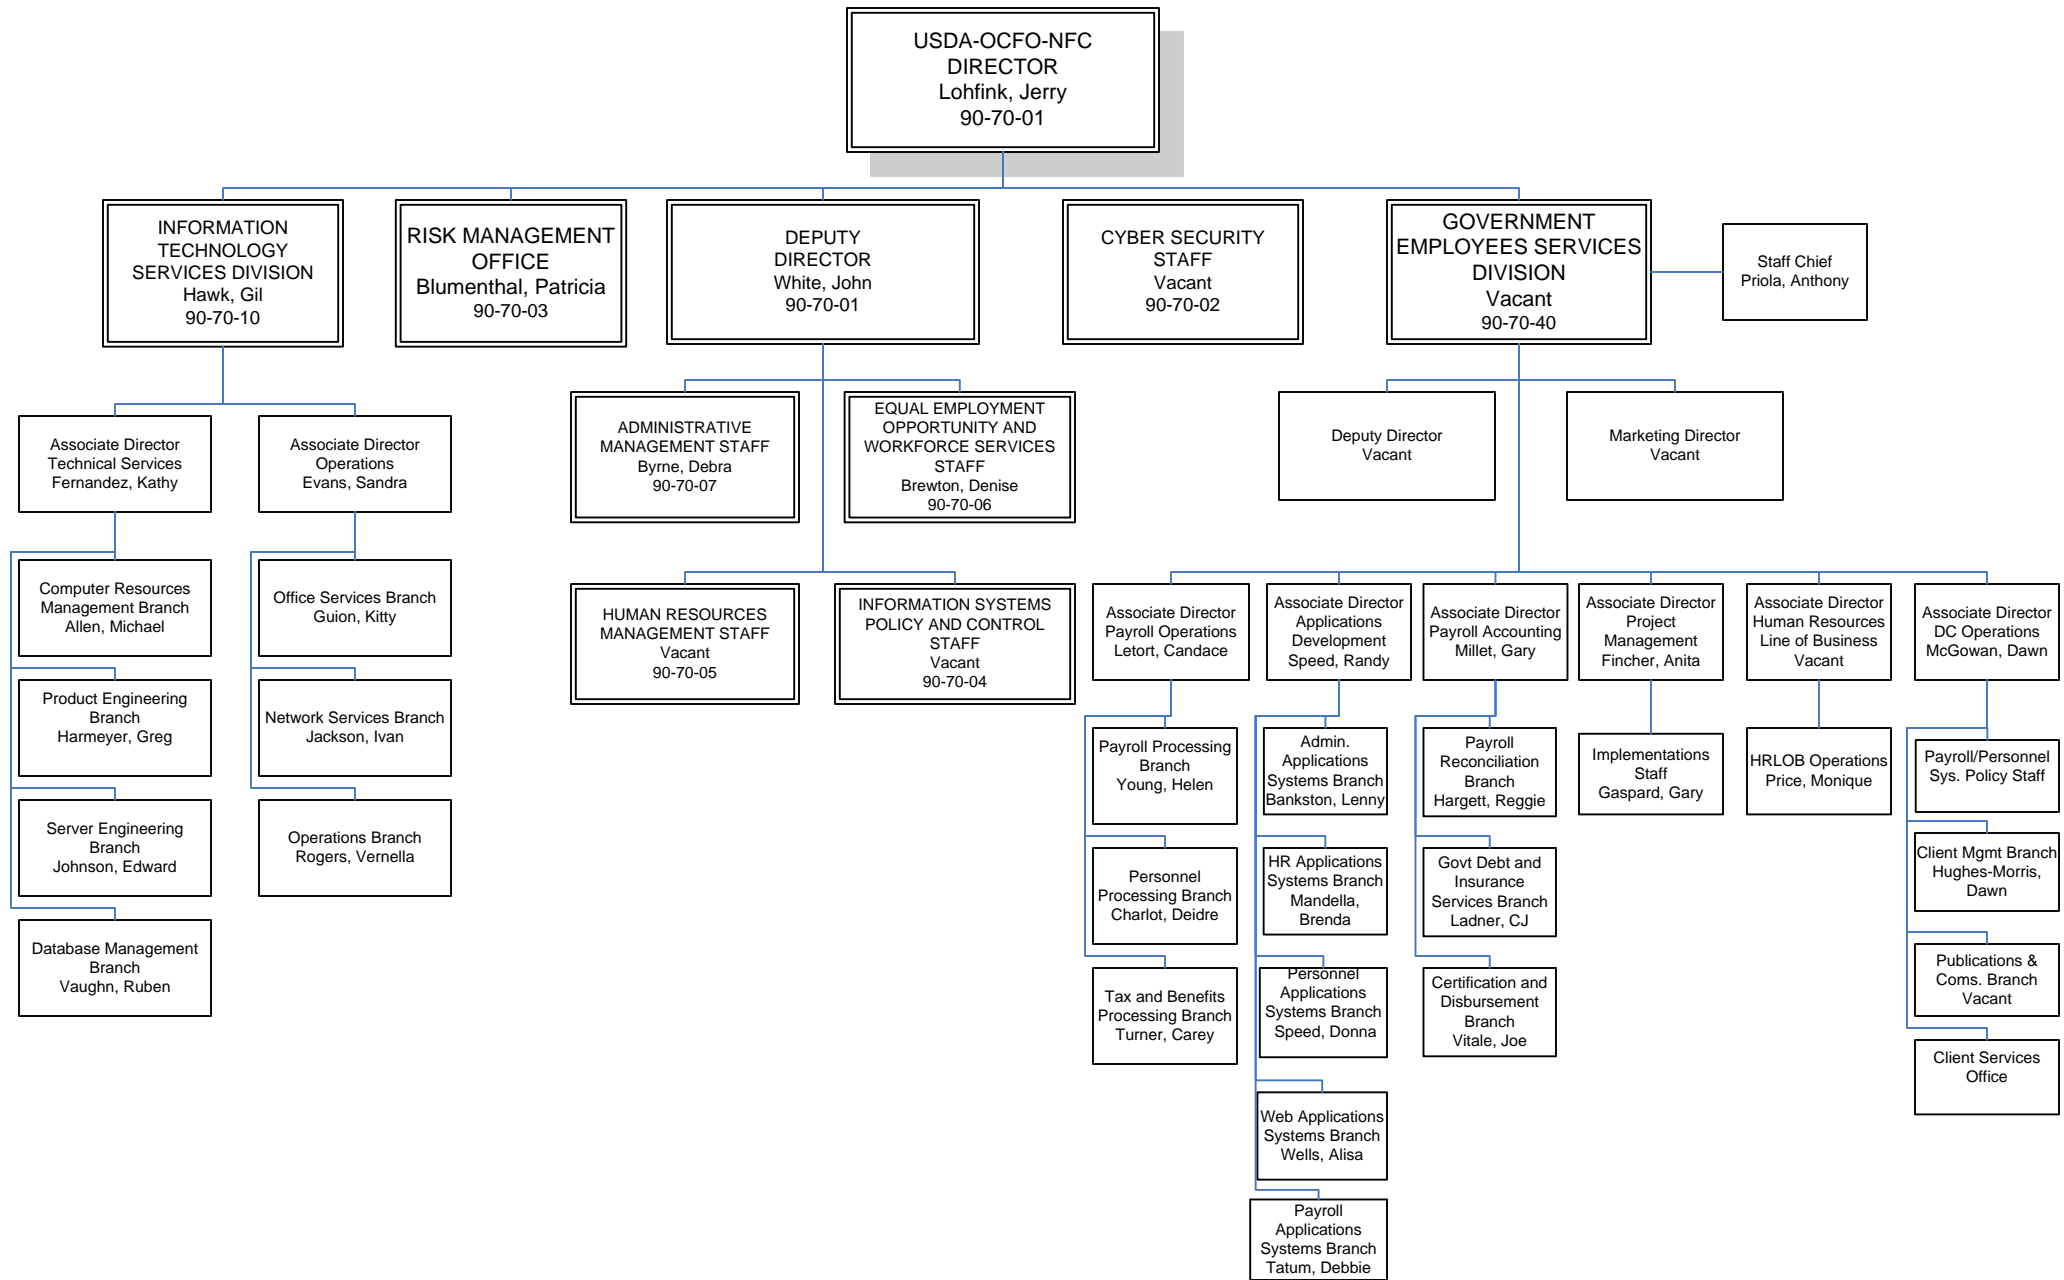 USDA-OCFO-NFC
DIRECTOR
Lohfink, Jerry
90-70-01
INFORMATION
TECHNOLOGY
SERVICES DIVISION
Hawk, Gil
90-70-10
RISK MANAGEMENT
OFFICE
Blumenthal, Patricia
90-70-03
DEPUTY
DIRECTOR
White, John
90-70-01
CYBER SECURITY
STAFF
Vacant
90-70-02
GOVERNMENT
EMPLOYEES SERVICES
DIVISION
Vacant
90-70-40
Staff Chief
Priola, Anthony
Associate Director
Technical Services
Fernandez, Kathy
Associate Director
Operations
Evans, Sandra
ADMINISTRATIVE
MANAGEMENT STAFF
Byrne, Debra
90-70-07
EQUAL EMPLOYMENT
OPPORTUNITY AND
WORKFORCE SERVICES
STAFF
Brewton, Denise
90-70-06
Deputy Director
Vacant
Marketing Director
Vacant
Computer Resources
Management Branch
Allen, Michael
Office Services Branch
Guion, Kitty
HUMAN RESOURCES
MANAGEMENT STAFF
Vacant
90-70-05
INFORMATION SYSTEMS
POLICY AND CONTROL
STAFF
Vacant
90-70-04
Associate Director
Payroll Operations
Letort, Candace
Associate Director
Applications
Development
Speed, Randy
Associate Director
Payroll Accounting
Millet, Gary
Associate Director
Project
Management
Fincher, Anita
Associate Director
Human Resources
Line of Business
Vacant
Associate Director
DC Operations
McGowan, Dawn
Product Engineering
Branch
Harmeyer, Greg
Network Services Branch
Jackson, Ivan
Payroll Processing
Branch
Young, Helen
Admin.
Applications
Systems Branch
Bankston, Lenny
Payroll
Reconciliation
Branch
Hargett, Reggie
Implementations
Staff
Gaspard, Gary
HRLOB Operations
Price, Monique
Payroll/Personnel
Sys. Policy Staff
Server Engineering
Branch
Johnson, Edward
Operations Branch
Rogers, Vernella
Personnel
Processing Branch
Charlot, Deidre
HR Applications
Systems Branch
Mandella,
Brenda
Govt Debt and
Insurance
Services Branch
Ladner, CJ
Client Mgmt Branch
Hughes-Morris,
Dawn
Database Management
Branch
Vaughn, Ruben
Tax and Benefits
Processing Branch
Turner, Carey
Personnel
Applications
Systems Branch
Speed, Donna
Certification and
Disbursement
Branch
Vitale, Joe
Publications &
Coms. Branch
Vacant
Client Services
Office
Web Applications
Systems Branch
Wells, Alisa
Payroll
Applications
Systems Branch
Tatum, Debbie